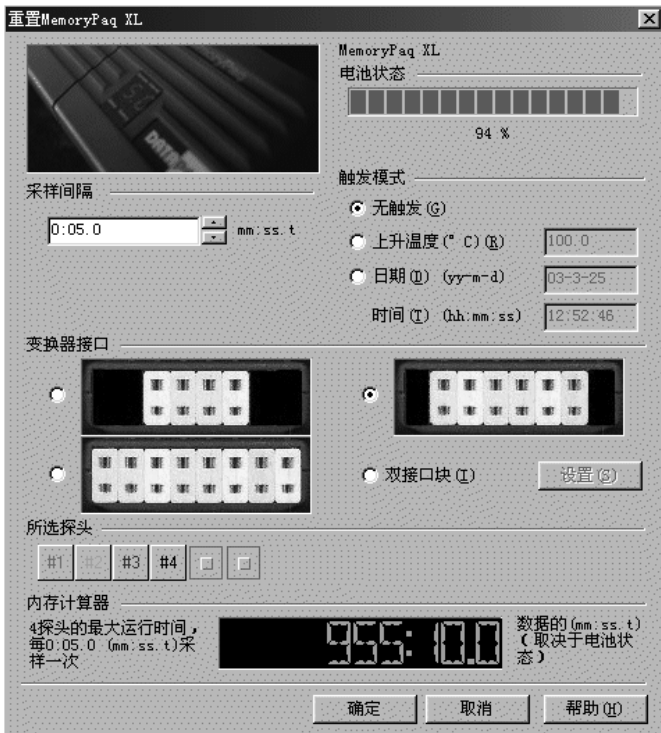 重置MemoryPaq XL
MemoryPaq XL
电池状态
94 %
采样间隔
0:05.0 mm:ss.t
触发模式
无触发(G)
上升温度(° C)(R) 100.0
日期(D) (yy-m-d) 03-3-25
时间(T) (hh:mm:ss) 12:52:46
变换器接口
双接口块(I) 设置(S)
所选探头
#1 #2 #3 #4
内存计算器
4探头的最大运行时间，
每0:05.0 (mm:ss.t)采
样一次
955:10.0
数据的(mm:ss.t)
(取决于电池状
态)
确定 取消 帮助(H)